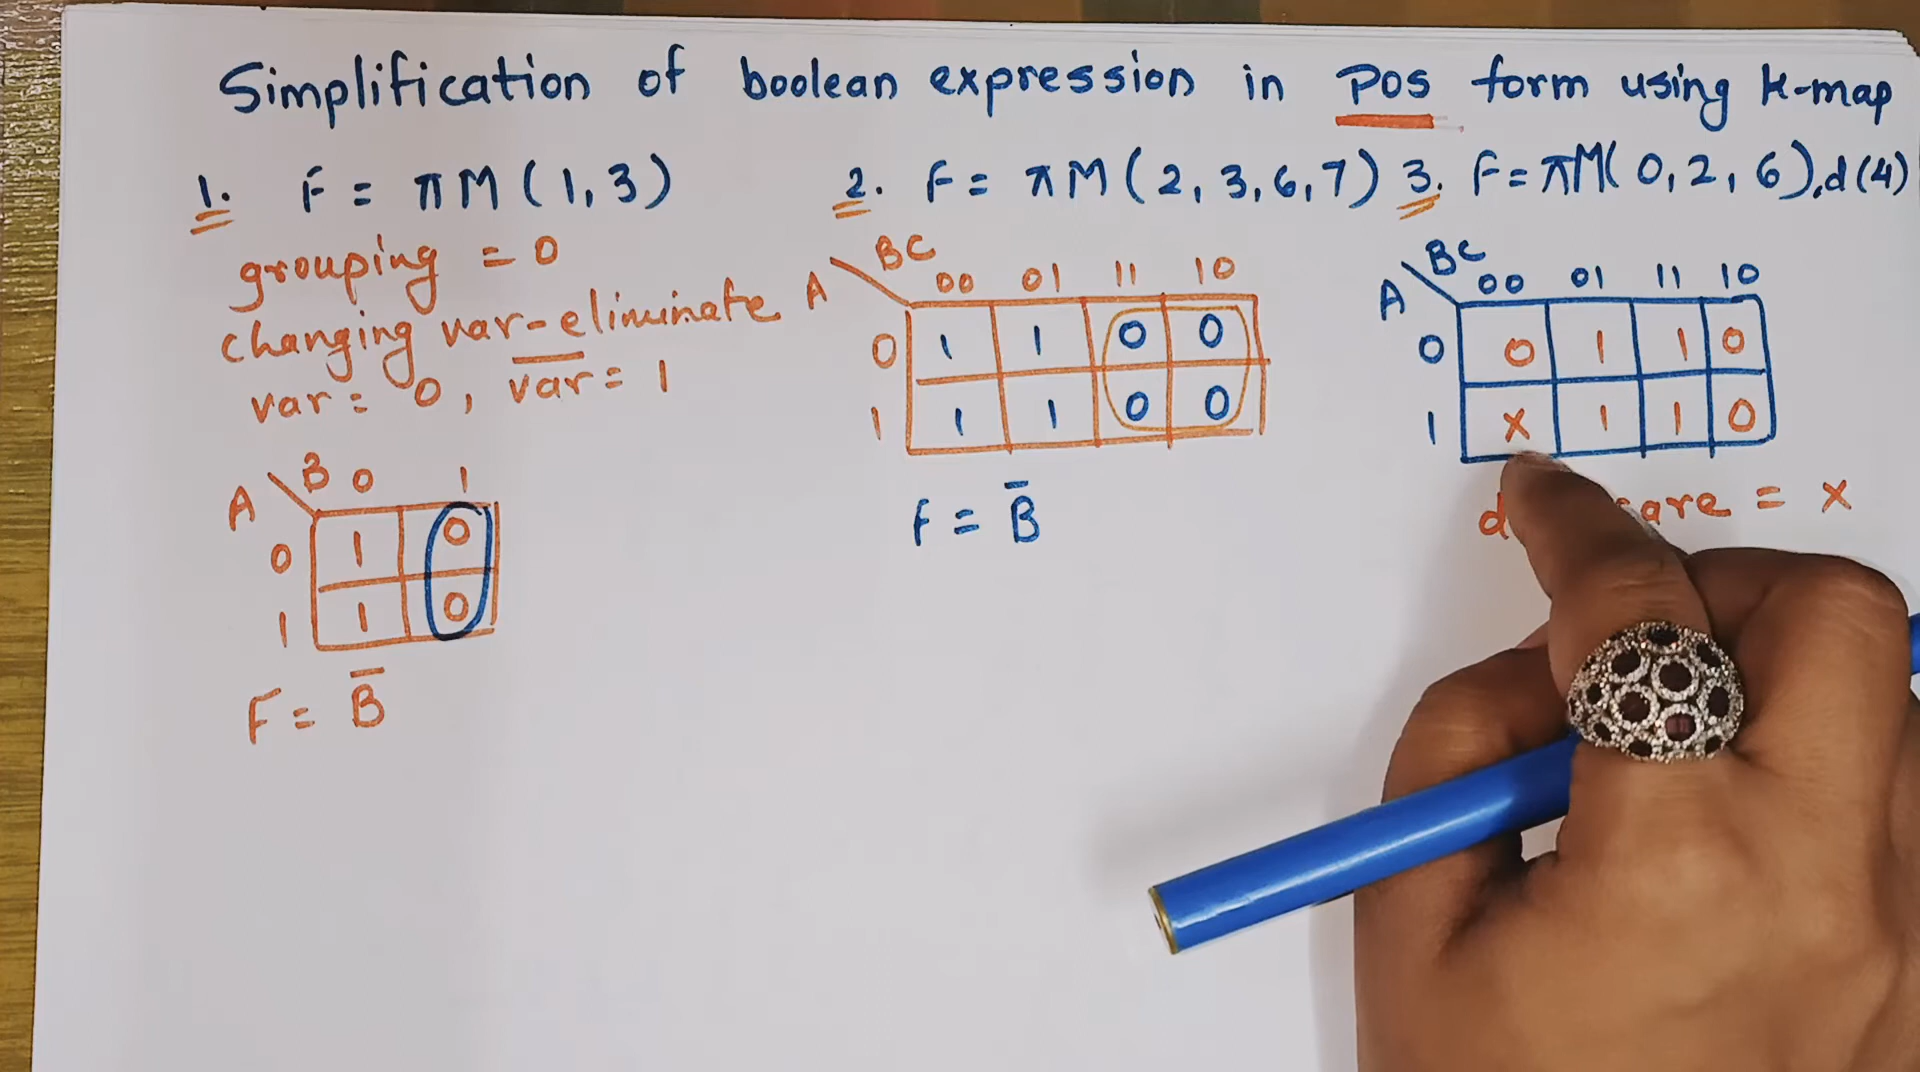 Simplification of boolean expression in POS form using K-map
1. F = πM(1,3)
grouping = 0
changing var-eliminate
var = 0, v̅a̅r̅ = 1
A B 0 1
0 1 0
1 1 0
F = B̅
2. F = πM(2,3,6,7)
A BC 00 01 11 10
0 1 1 0 0
1 1 1 0 0
F = B̅
3. F=πM(0,2,6),d(4)
A BC 00 01 11 10
0 0 1 1 0
1 X 1 1 0
care = X